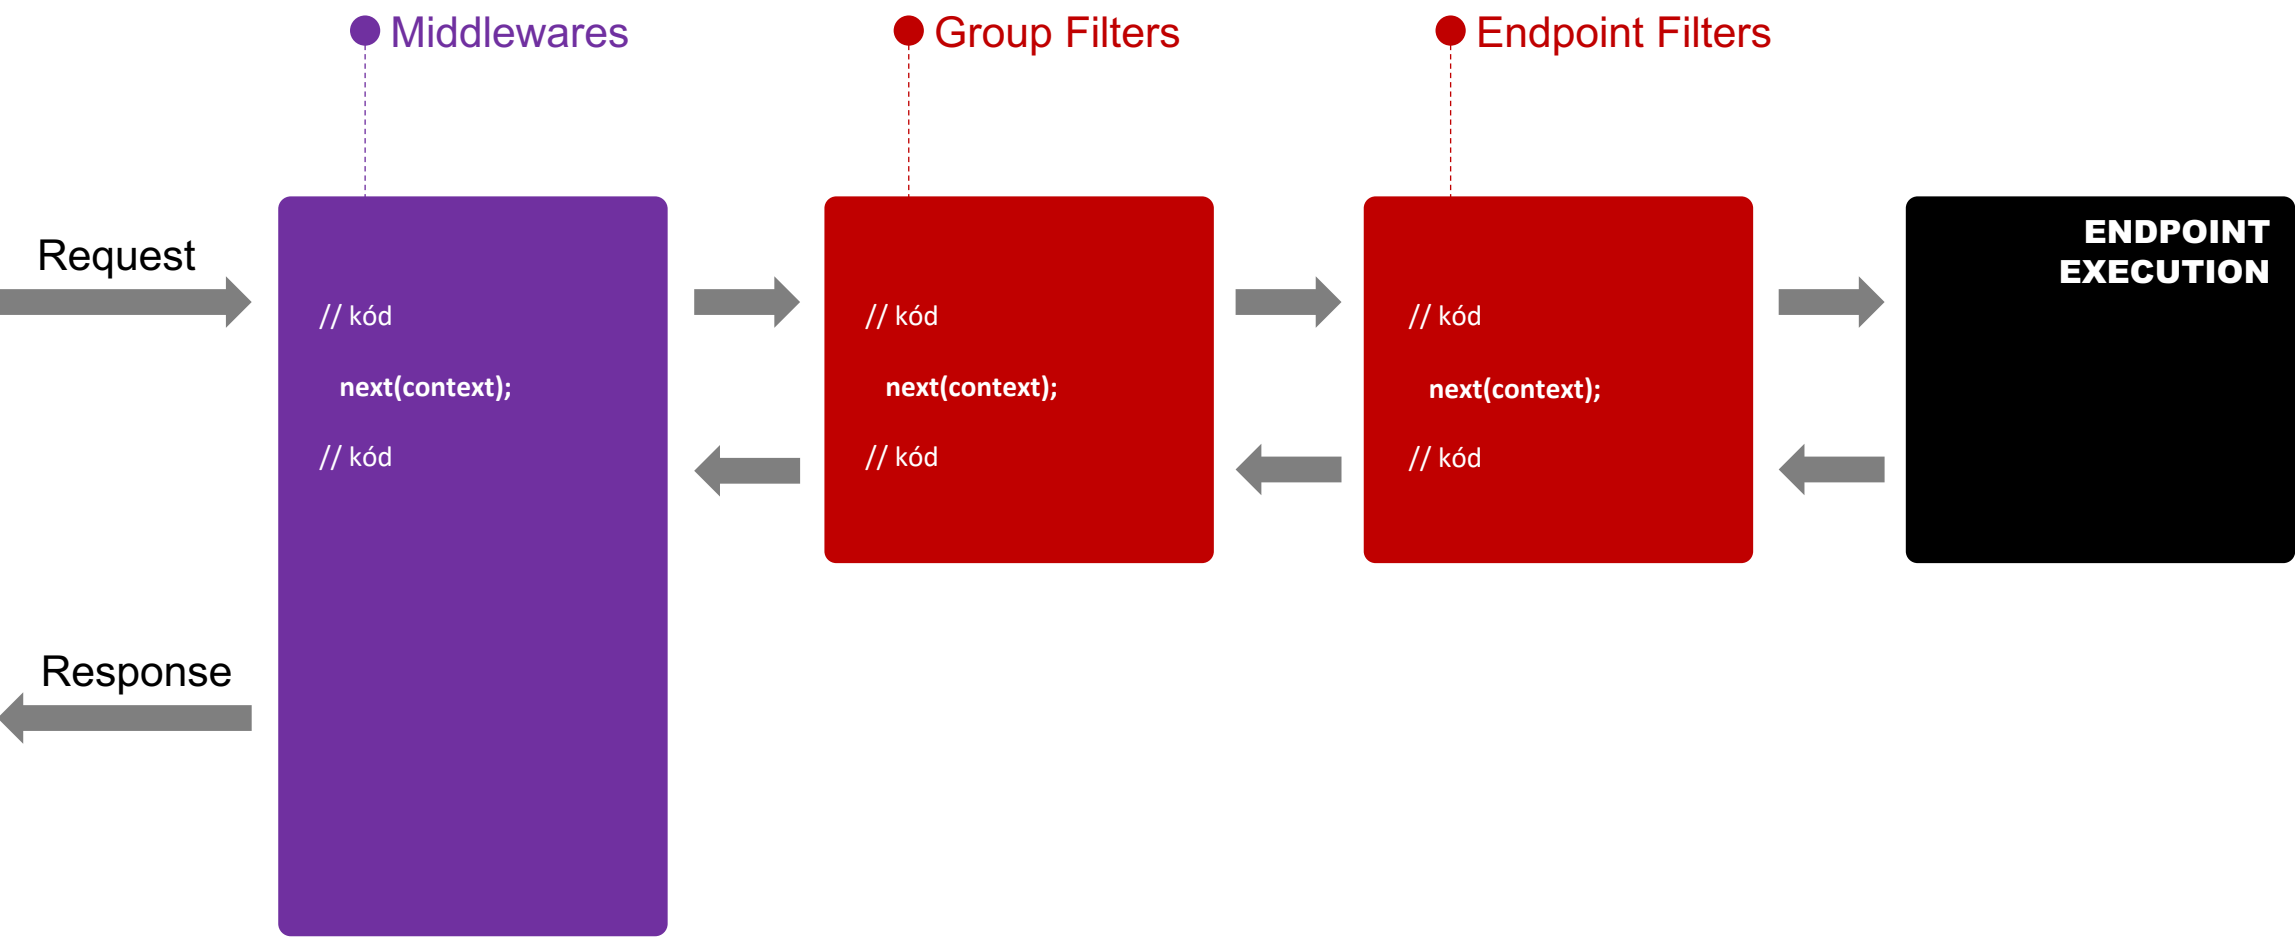 Middlewares
Group Filters
Endpoint Filters
Request
// kód
next(context);
// kód
// kód
next(context);
// kód
// kód
next(context);
// kód
ENDPOINT
EXECUTION
Response